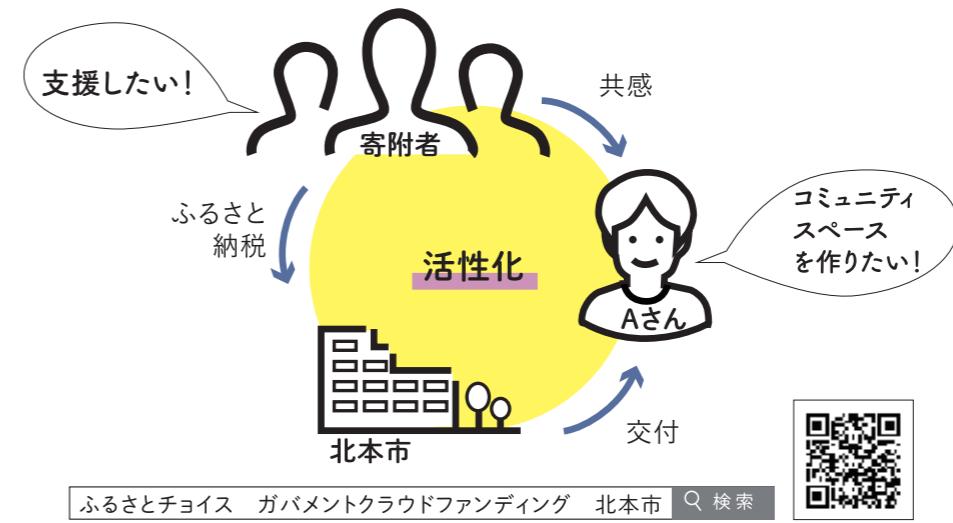 支援したい！
寄附者
共感
ふるさと
納税
コミュニティ
スペース
を作りたい！
活性化
Aさん
北本市
交付
ふるさとチョイス　ガバメントクラウドファンディング　北本市 検索